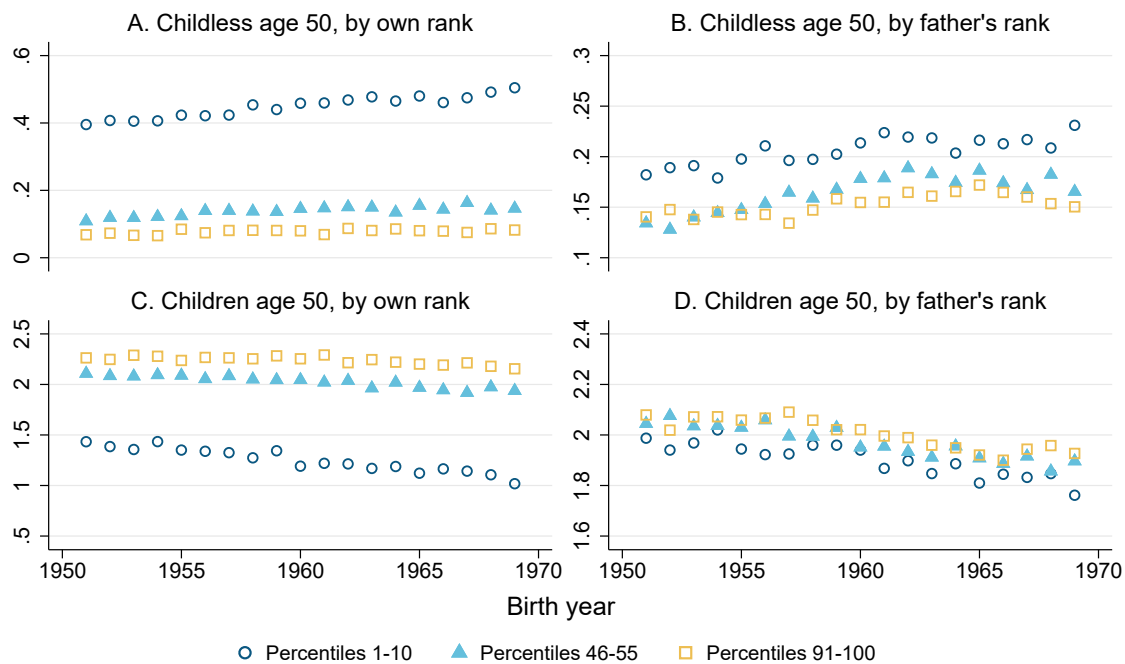 A. Childless age 50, by own rank
.6
.4
.2
0
B. Childless age 50, by father's rank
.3
.25
.2
.15
.1
C. Children age 50, by own rank
2.5
2
1.5
1
.5
1950 1955 1960 1965 1970
D. Children age 50, by father's rank
2.4
2.2
2
1.8
1.6
1950 1955 1960 1965 1970
Birth year
Percentiles 1-10 Percentiles 46-55 Percentiles 91-100